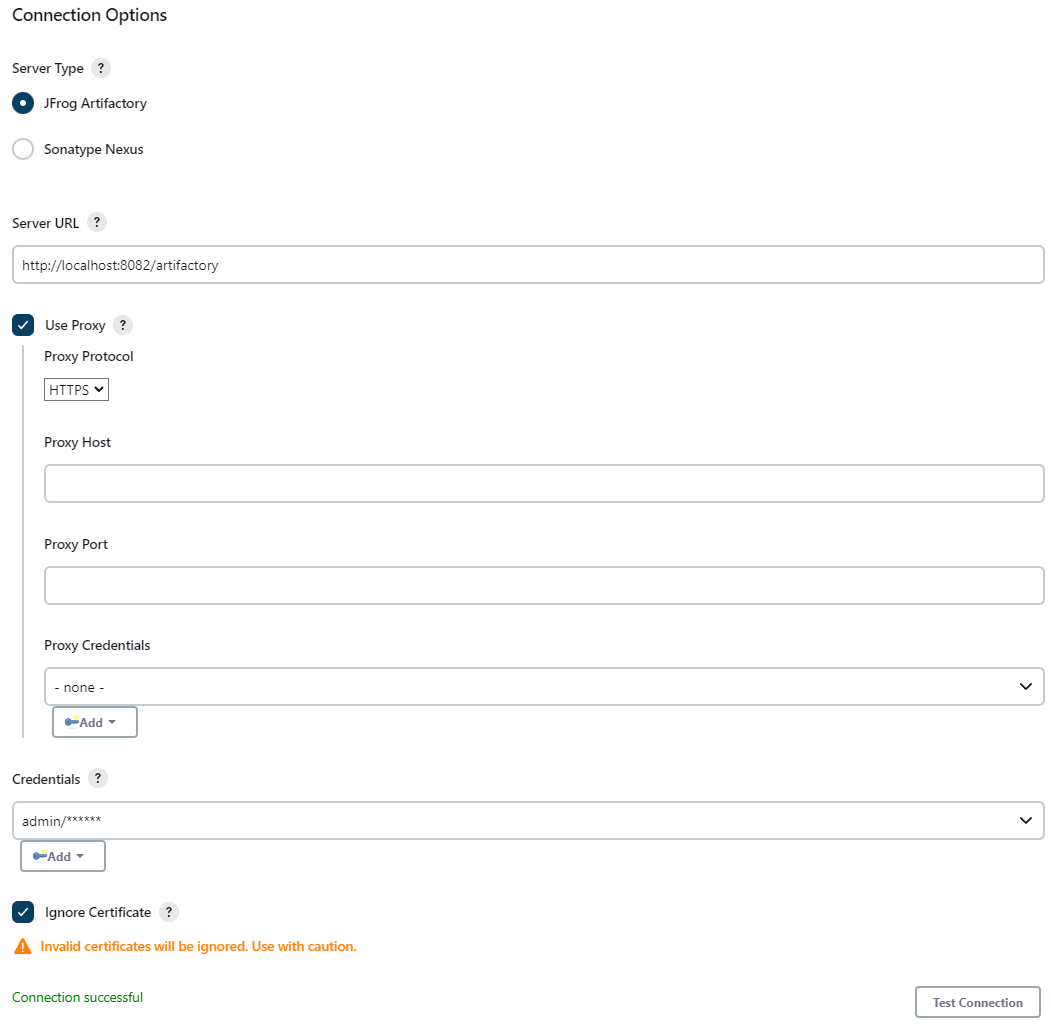 Connection Options
Server Type ?
JFrog Artifactory
Sonatype Nexus
Server URL ?
http://localhost:8082/artifactory
Use Proxy ?
Proxy Protocol
HTTPS
Proxy Host
Proxy Port
Proxy Credentials
- none -
Add
Credentials ?
admin/******
Add
Ignore Certificate ?
Invalid certificates will be ignored. Use with caution.
Connection successful
Test Connection